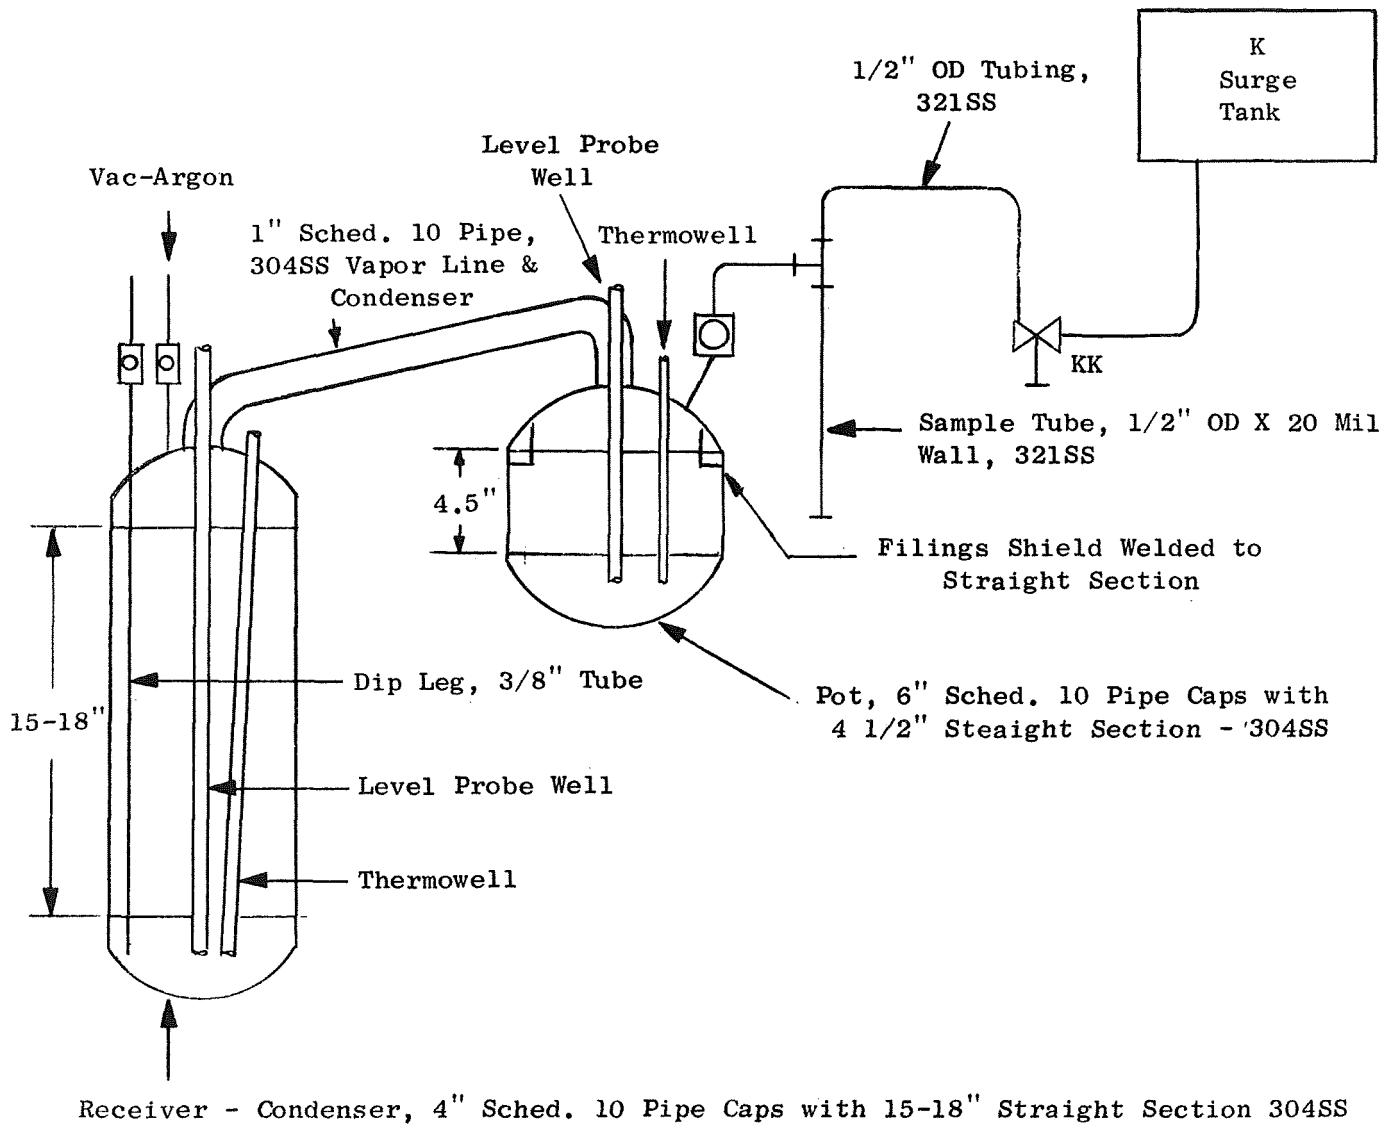 K
Surge
Tank
1/2" OD Tubing,
321SS
Level Probe
Well
Vac-Argon
1" Sched. 10 Pipe,
304SS Vapor Line &
Condenser
Thermowell
KK
Sample Tube, 1/2" OD X 20 Mil
Wall, 321SS
4.5"
Filings Shield Welded to
Straight Section
Dip Leg, 3/8" Tube
15-18"
Pot, 6" Sched. 10 Pipe Caps with
4 1/2" Steaight Section - 304SS
Level Probe Well
Thermowell
Receiver - Condenser, 4" Sched. 10 Pipe Caps with 15-18" Straight Section 304SS